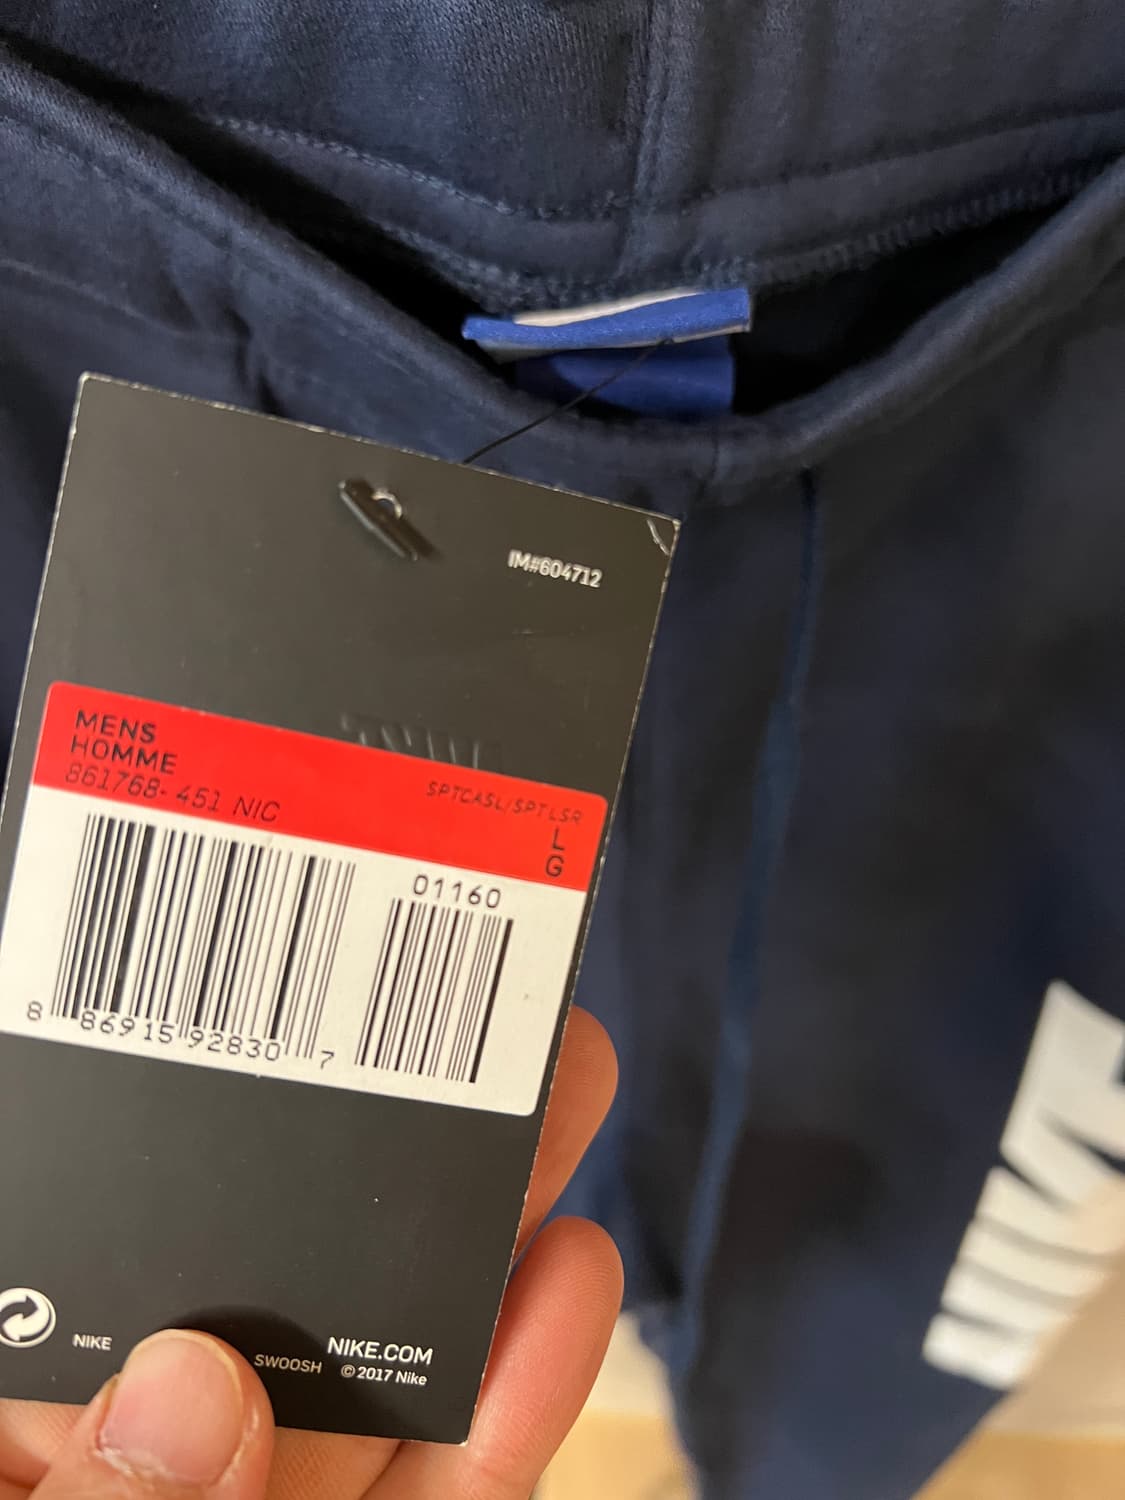 IM#604712
MENS
HOMME
861768-451 NIC
SPTCASL/SPTLSR
L
G
01160
8 86915 92830 7
NIKE
SWOOSH
NIKE.COM
© 2017 Nike
NIKE